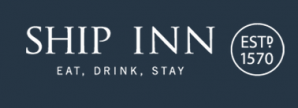 SHIP INN
EAT, DRINK, STAY
ESTD
1570